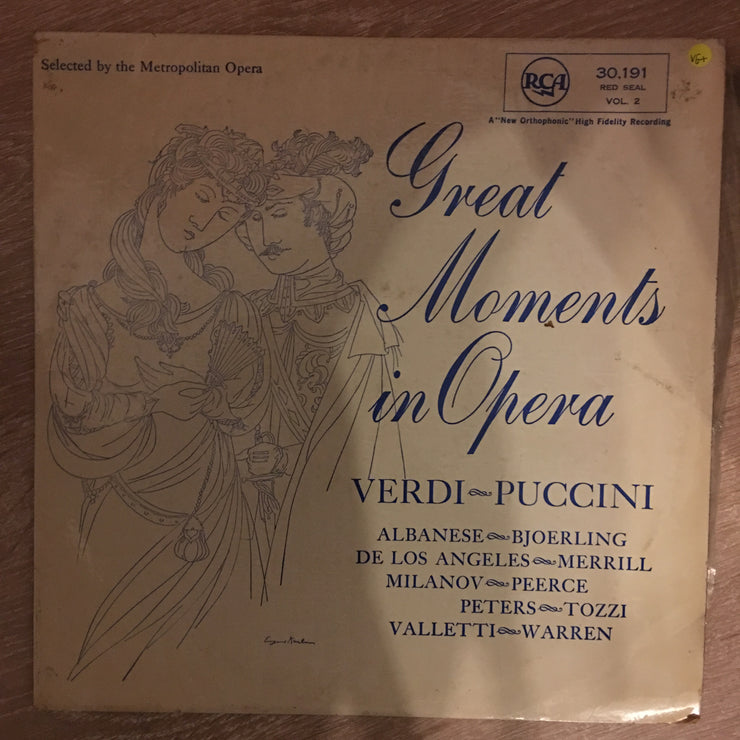 Selected by the Metropolitan Opera
RCA
30,191
RED SEAL
VOL. 2
A "New Orthophonic" High Fidelity Recording
VG+
Great
Moments
in Opera
VERDI~PUCCINI
ALBANESE~BJOERLING
DE LOS ANGELES~MERRILL
MILANOV~PEERCE
PETERS~TOZZI
VALLETTI~WARREN